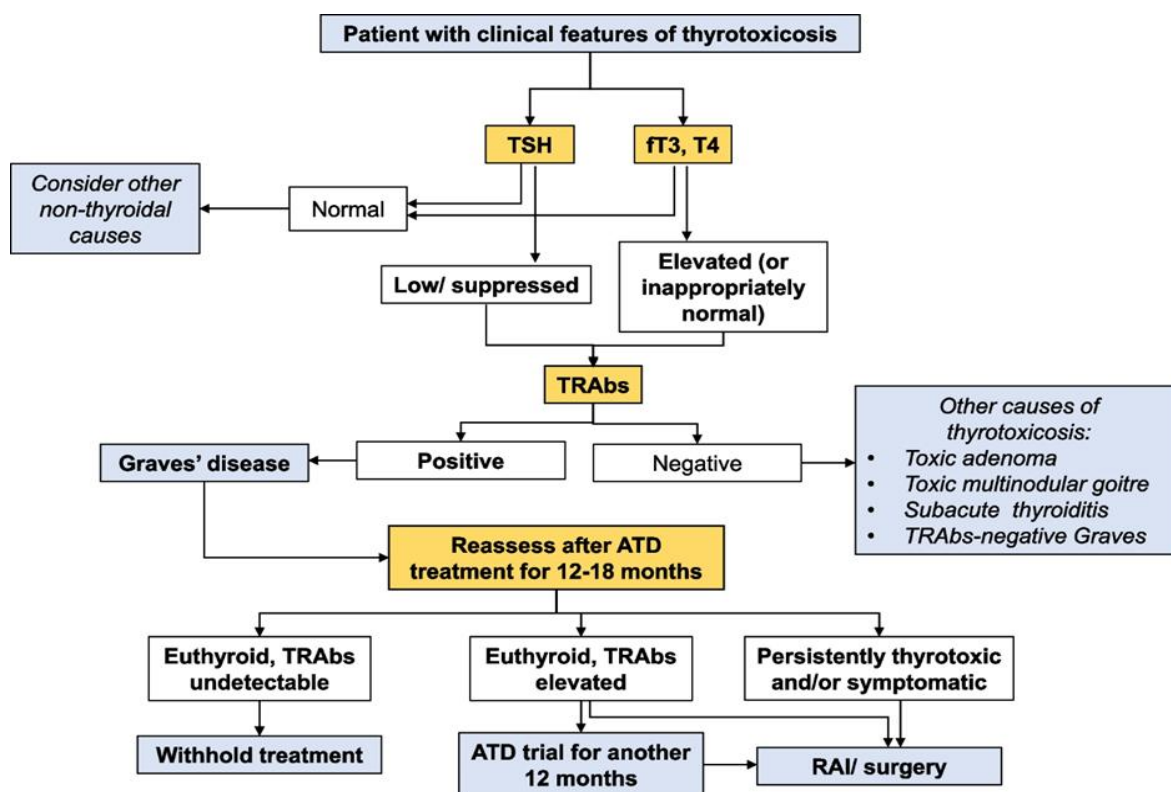 Patient with clinical features of thyrotoxicosis
TSH
fT3, T4
Consider other
non-thyroidal
causes
Normal
Low/ suppressed
Elevated (or
inappropriately
normal)
TRAbs
Graves’ disease
Positive
Negative
Other causes of
thyrotoxicosis:
• Toxic adenoma
• Toxic multinodular goitre
• Subacute thyroiditis
• TRAbs-negative Graves
Reassess after ATD
treatment for 12-18 months
Euthyroid, TRAbs
undetectable
Euthyroid, TRAbs
elevated
Persistently thyrotoxic
and/or symptomatic
Withhold treatment
ATD trial for another
12 months
RAI/ surgery